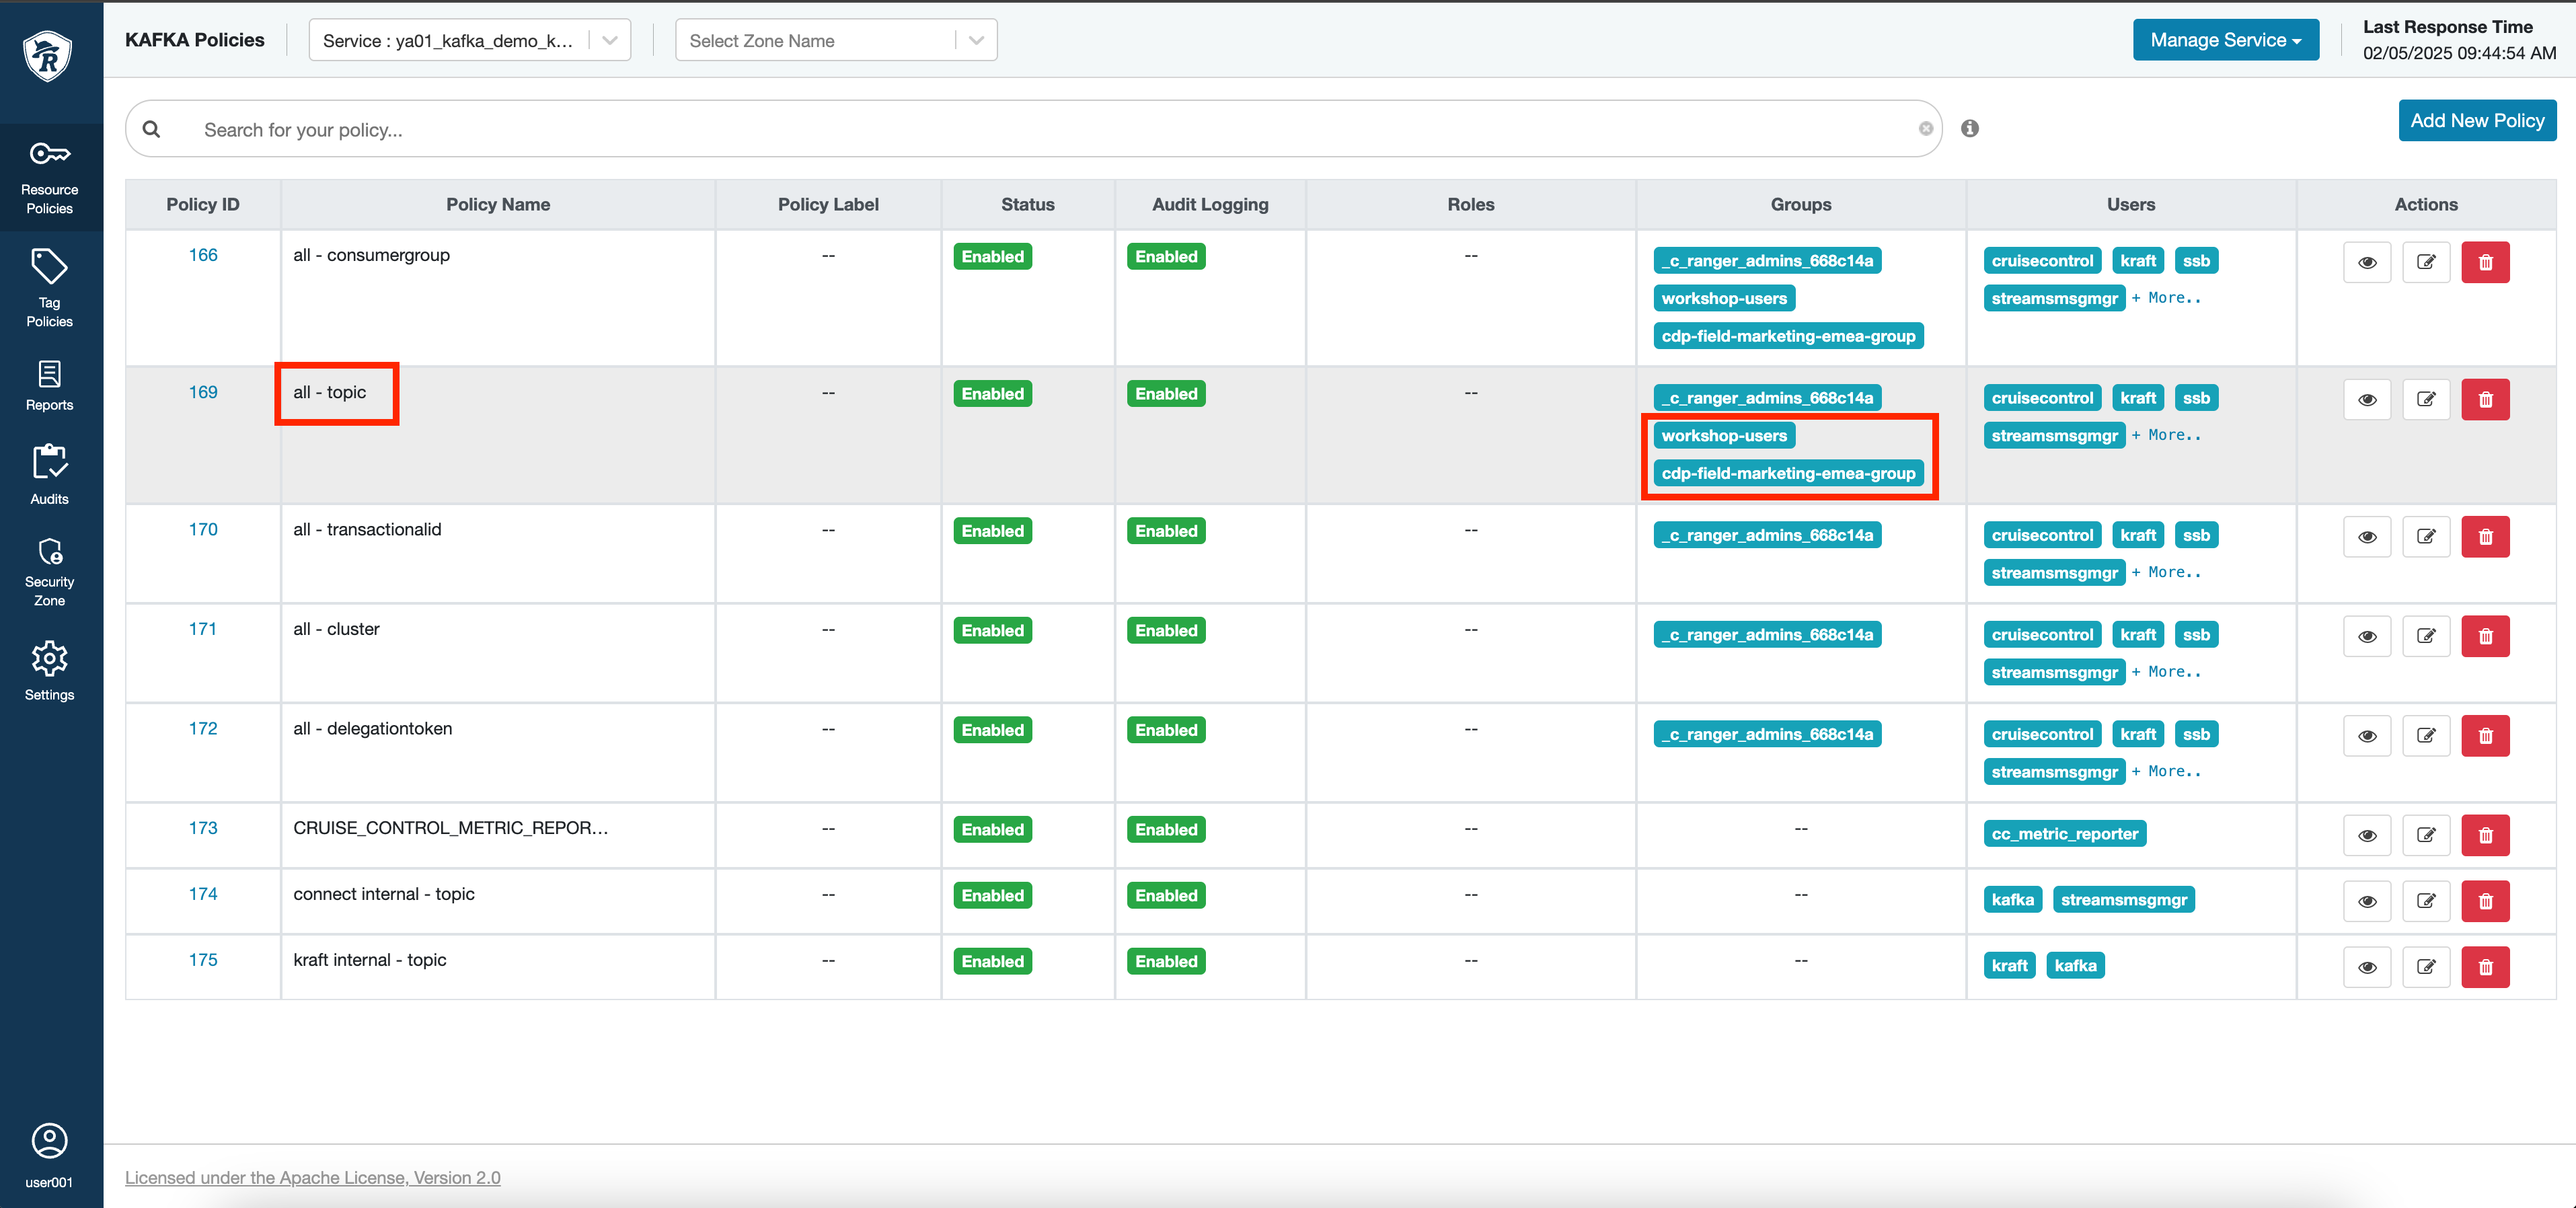 KAFKA Policies
Service : ya01_kafka_demo_k...
Select Zone Name
Manage Service
Last Response Time
02/05/2025 09:44:54 AM
R
Search for your policy...
Add New Policy
Resource
Policies
Tag
Policies
Reports
Audits
Security
Zone
Settings
user001
Policy ID Policy Name Policy Label Status Audit Logging Roles Groups Users Actions
166 all - consumergroup -- Enabled Enabled -- _c_ranger_admins_668c14a cruisecontrol kraft ssb
workshop-users streamsmsgmgr + More..
cdp-field-marketing-emea-group
169 all - topic -- Enabled Enabled -- _c_ranger_admins_668c14a cruisecontrol kraft ssb
workshop-users streamsmsgmgr + More..
cdp-field-marketing-emea-group
170 all - transactionalid -- Enabled Enabled -- _c_ranger_admins_668c14a cruisecontrol kraft ssb
streamsmsgmgr + More..
171 all - cluster -- Enabled Enabled -- _c_ranger_admins_668c14a cruisecontrol kraft ssb
streamsmsgmgr + More..
172 all - delegationtoken -- Enabled Enabled -- _c_ranger_admins_668c14a cruisecontrol kraft ssb
streamsmsgmgr + More..
173 CRUISE_CONTROL_METRIC_REPOR... -- Enabled Enabled -- -- cc_metric_reporter
174 connect internal - topic -- Enabled Enabled -- -- kafka streamsmsgmgr
175 kraft internal - topic -- Enabled Enabled -- -- kraft kafka
Licensed under the Apache License, Version 2.0